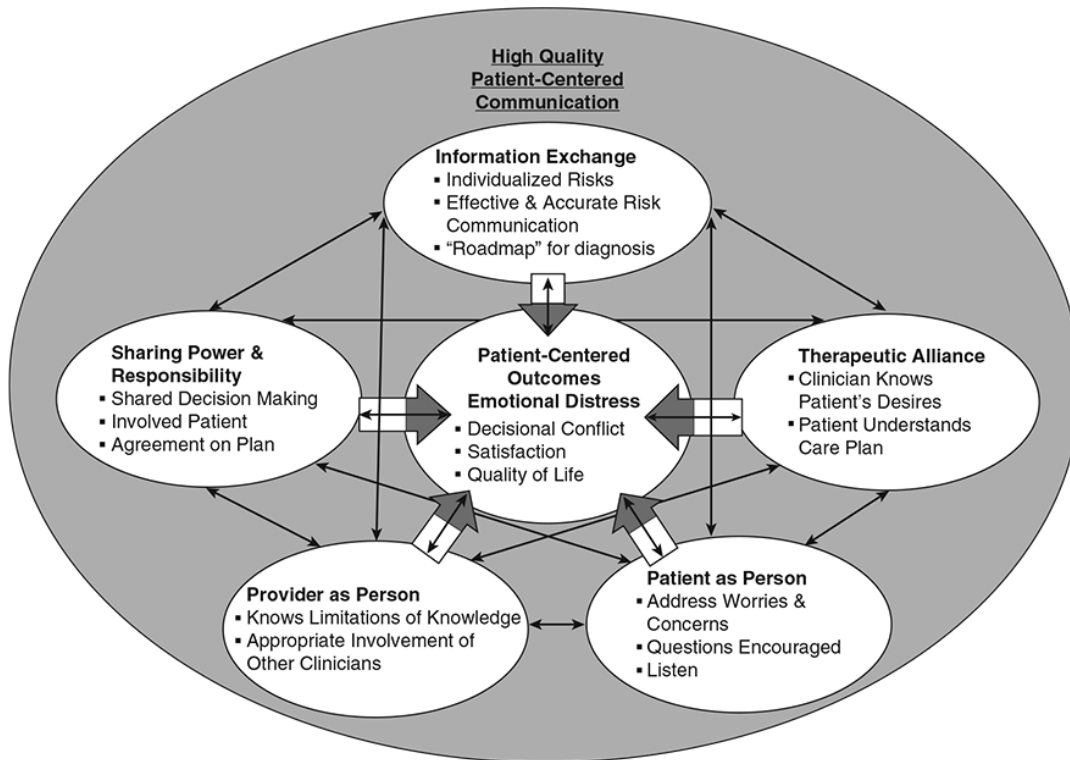 High Quality
Patient-Centered
Communication
Information Exchange
▪ Individualized Risks
▪ Effective & Accurate Risk
Communication
▪ “Roadmap” for diagnosis
Sharing Power &
Responsibility
▪ Shared Decision Making
▪ Involved Patient
▪ Agreement on Plan
Patient-Centered
Outcomes
Emotional Distress
▪ Decisional Conflict
▪ Satisfaction
▪ Quality of Life
Therapeutic Alliance
▪ Clinician Knows
Patient’s Desires
▪ Patient Understands
Care Plan
Provider as Person
▪ Knows Limitations of Knowledge
▪ Appropriate Involvement of
Other Clinicians
Patient as Person
▪ Address Worries &
Concerns
▪ Questions Encouraged
▪ Listen